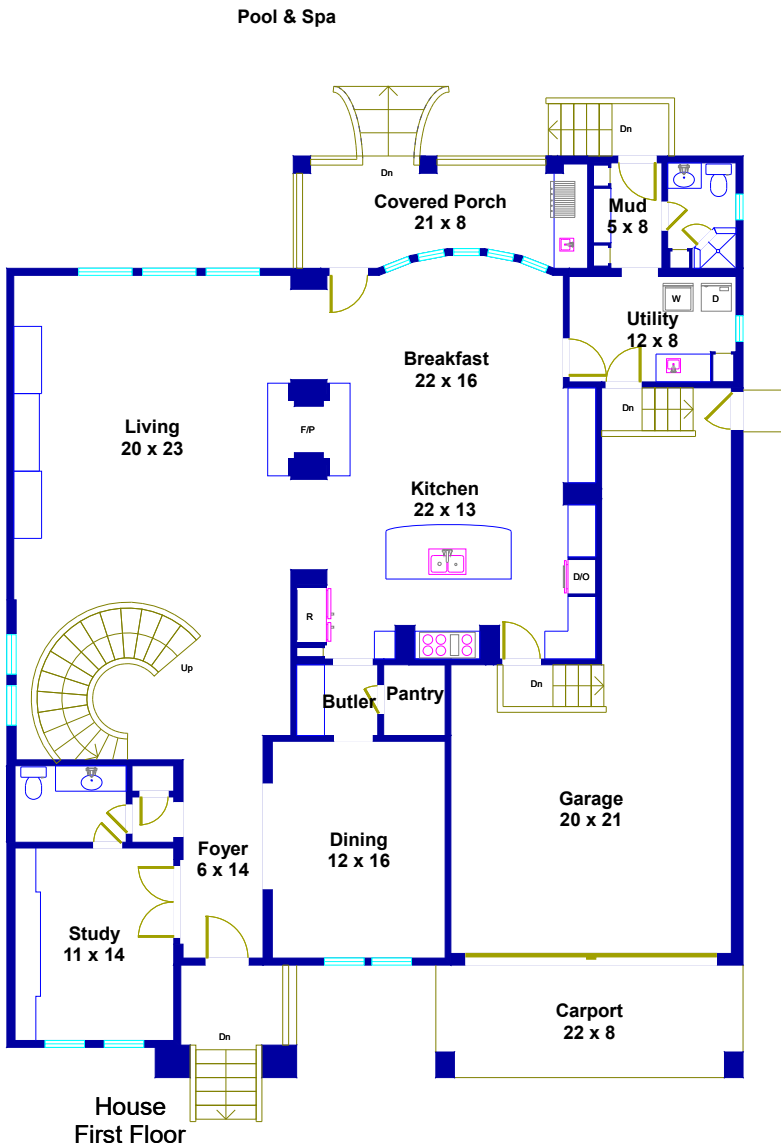 Pool & Spa
Dn
Dn
Covered Porch
21 x 8
Mud
5 x 8
W
D
Utility
12 x 8
Breakfast
22 x 16
Dn
Living
20 x 23
F/P
Kitchen
22 x 13
D/O
R
Up
Dn
Butler
Pantry
Garage
20 x 21
Foyer
6 x 14
Dining
12 x 16
Study
11 x 14
Carport
22 x 8
Dn
House
First Floor